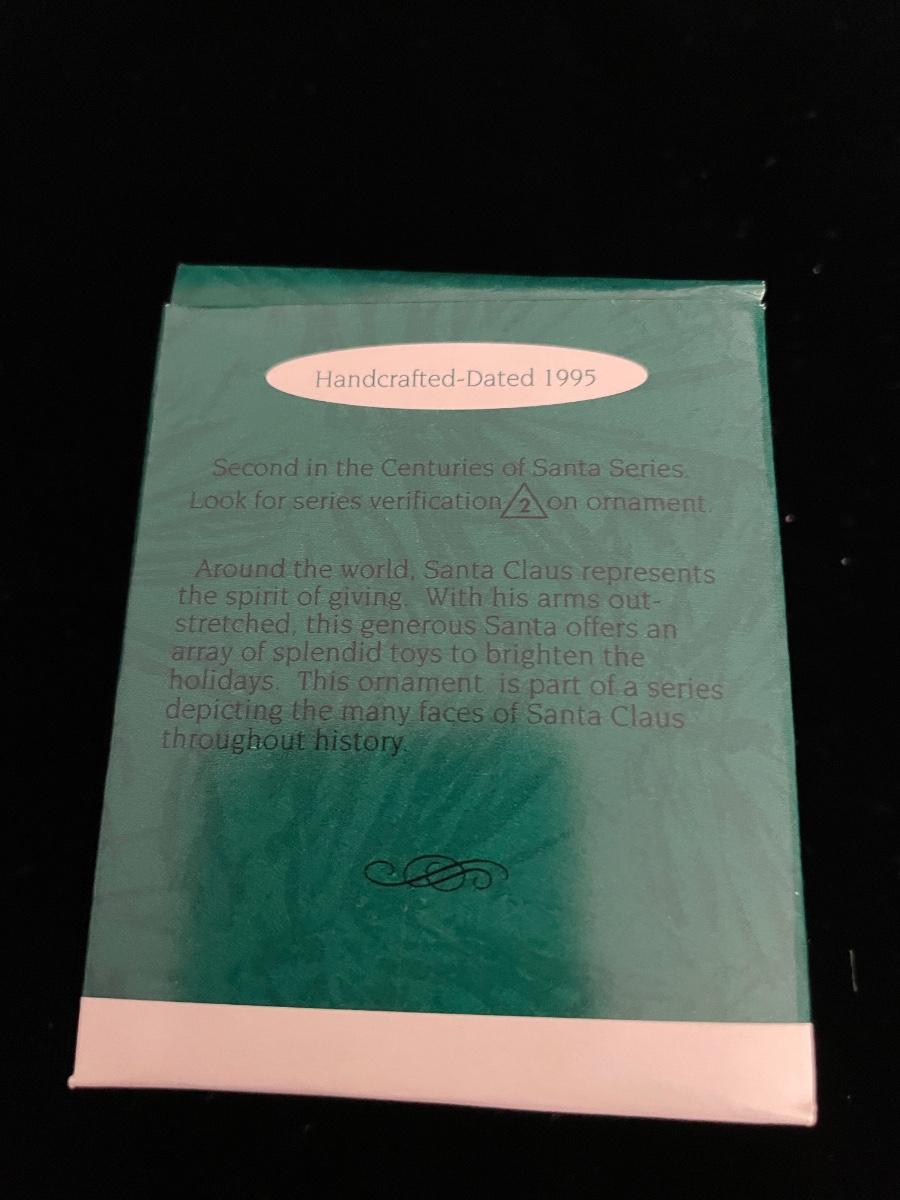 Handcrafted-Dated 1995
Second in the Centuries of Santa Series.
Look for series verification 2 on ornament.
Around the world, Santa Claus represents
the spirit of giving. With his arms out-
stretched, this generous Santa offers an
array of splendid toys to brighten the
holidays. This ornament is part of a series
depicting the many faces of Santa Claus
throughout history.